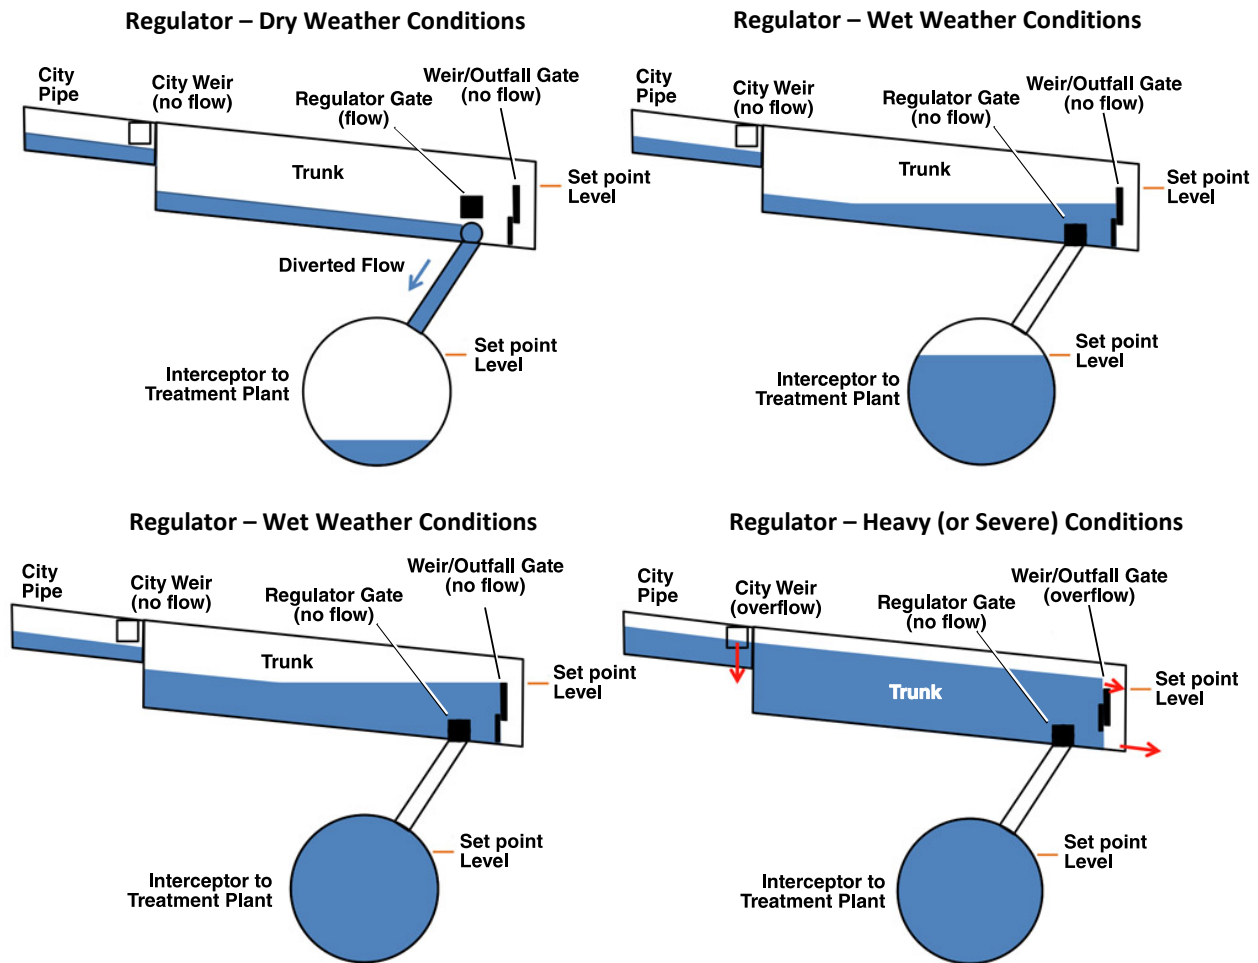 Regulator – Dry Weather Conditions
City
Pipe
City Weir
(no flow)
Regulator Gate
(flow)
Weir/Outfall Gate
(no flow)
Trunk
Set point
Level
Diverted Flow
Set point
Level
Interceptor to
Treatment Plant
Regulator – Wet Weather Conditions
City
Pipe
City Weir
(no flow)
Regulator Gate
(no flow)
Weir/Outfall Gate
(no flow)
Trunk
Set point
Level
Set point
Level
Interceptor to
Treatment Plant
Regulator – Wet Weather Conditions
City
Pipe
City Weir
(no flow)
Regulator Gate
(no flow)
Weir/Outfall Gate
(no flow)
Trunk
Set point
Level
Set point
Level
Interceptor to
Treatment Plant
Regulator – Heavy (or Severe) Conditions
City
Pipe
City Weir
(overflow)
Regulator Gate
(no flow)
Weir/Outfall Gate
(overflow)
Trunk
Set point
Level
Set point
Level
Interceptor to
Treatment Plant